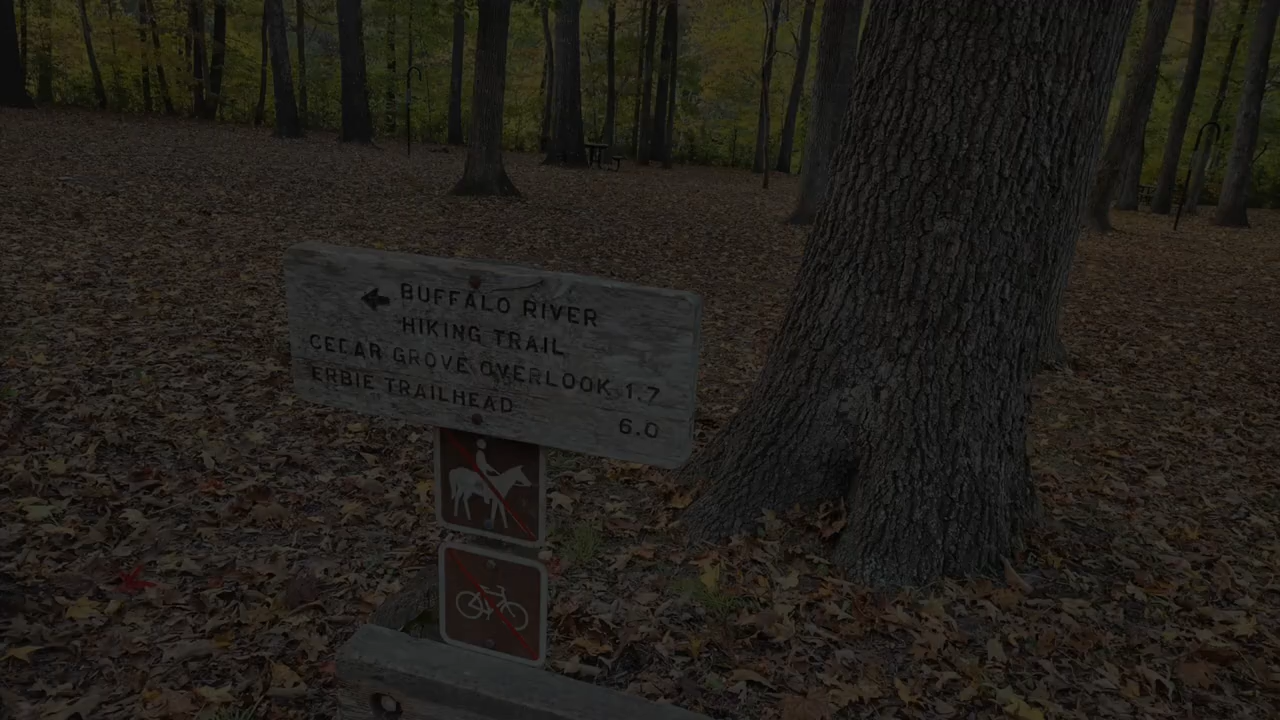 BUFFALO RIVER
HIKING TRAIL
CEDAR GROVE OVERLOOK 1.7
ERBIE TRAILHEAD 6.0